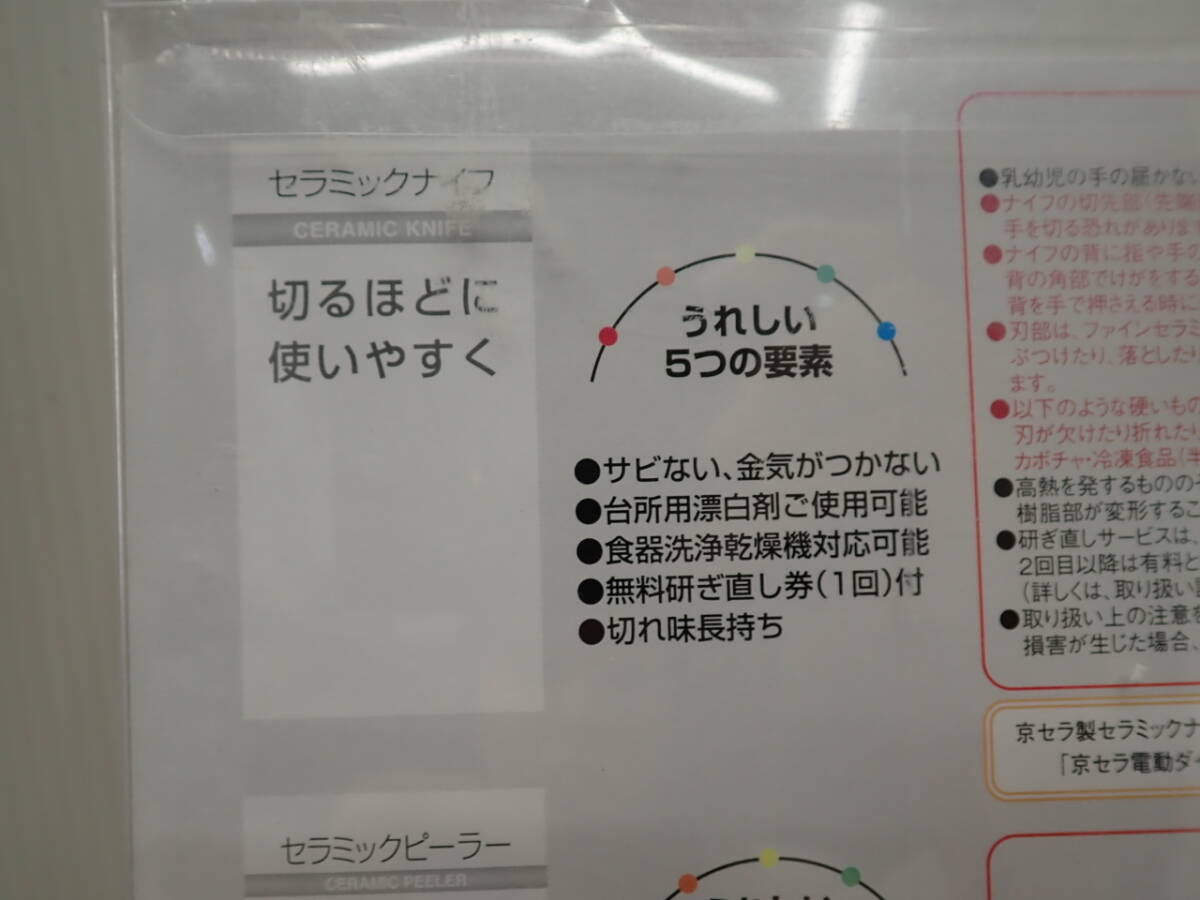 セラミックナイフ
CERAMIC KNIFE
切るほどに
使いやすく
うれしい
5つの要素
●サビない、金気がつかない
●台所用漂白剤ご使用可能
●食器洗浄乾燥機対応可能
●無料研ぎ直し券(1回)付
●切れ味長持ち
●乳幼児の手の届かない
●ナイフの切先部(先端
手を切る恐れがあります
●ナイフの背に指や手の
背の角部でけがをする
背を手で押さえる時に
●刃部は、ファインセラミ
ぶつけたり、落としたり
ます。
●以下のような硬いもの
刃が欠けたり折れたり
カボチャ・冷凍食品(半
●高熱を発するものの
樹脂部が変形するこ
●研ぎ直しサービスは、
2回目以降は有料と
(詳しくは、取り扱い
●取り扱い上の注意を
損害が生じた場合、
京セラ製セラミックナ
「京セラ電動ダ
セラミックピーラー
CERAMIC PEELER